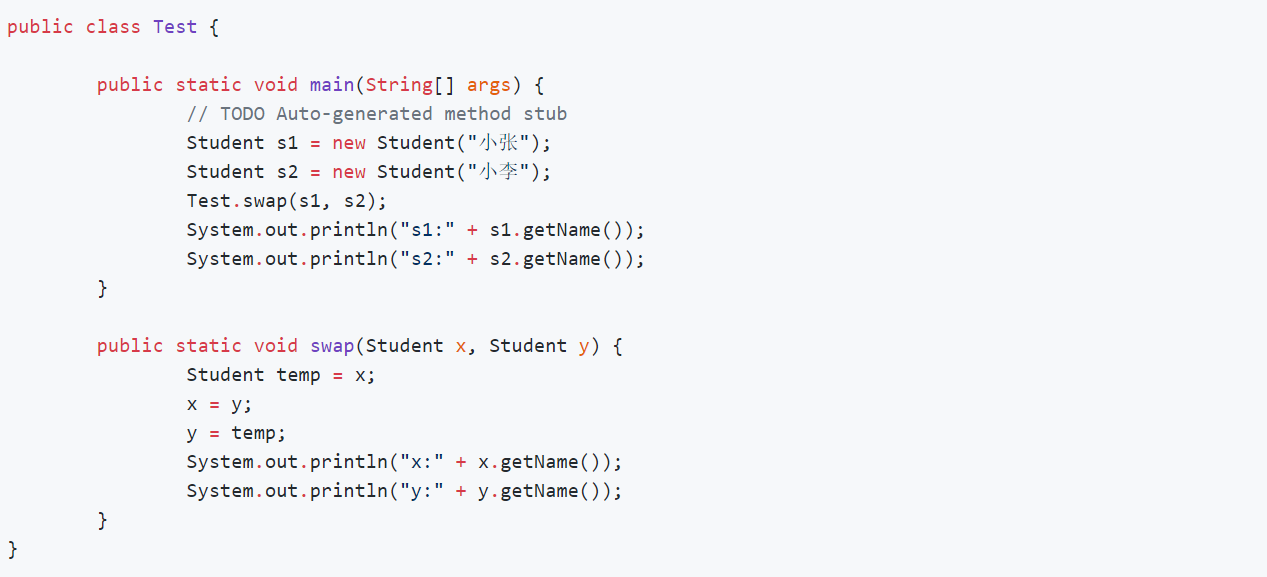 public class Test {
public static void main(String[] args) {
// TODO Auto-generated method stub
Student s1 = new Student("小张");
Student s2 = new Student("小李");
Test.swap(s1, s2);
System.out.println("s1:" + s1.getName());
System.out.println("s2:" + s2.getName());
}
public static void swap(Student x, Student y) {
Student temp = x;
x = y;
y = temp;
System.out.println("x:" + x.getName());
System.out.println("y:" + y.getName());
}
}